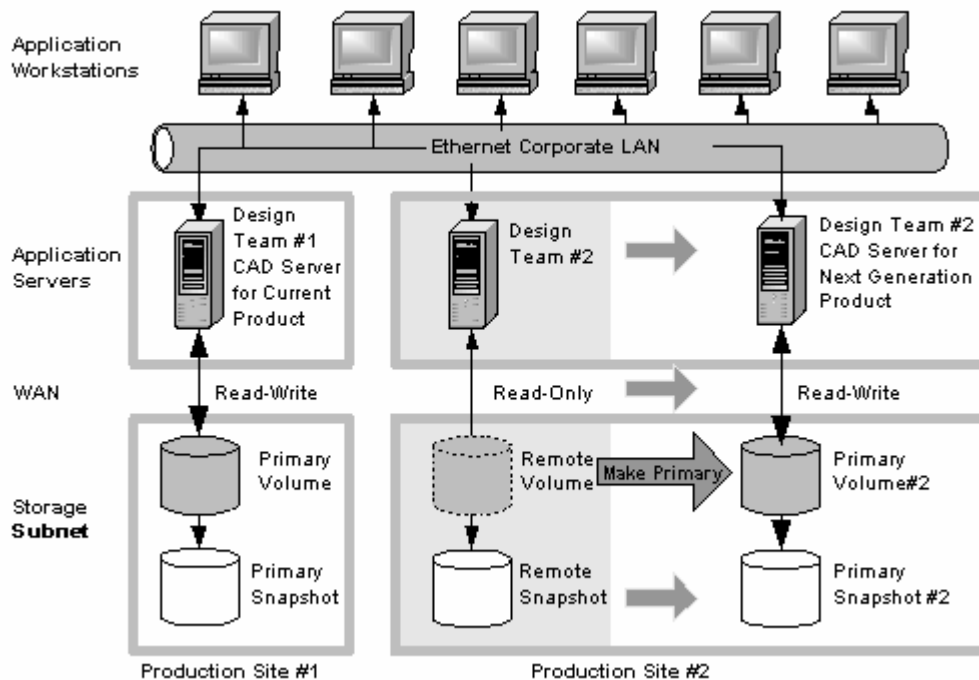 Application
Workstations
Ethernet Corporate LAN
Application
Servers
Design
Team #1
CAD Server
for Current
Product
Design
Team #2
Design Team #2
CAD Server for
Next Generation
Product
WAN
Read-Write
Read-Only
Read-Write
Storage
Subnet
Primary
Volume
Remote
Volume
Make Primary
Primary
Volume#2
Primary
Snapshot
Remote
Snapshot
Primary
Snapshot #2
Production Site #1
Production Site #2